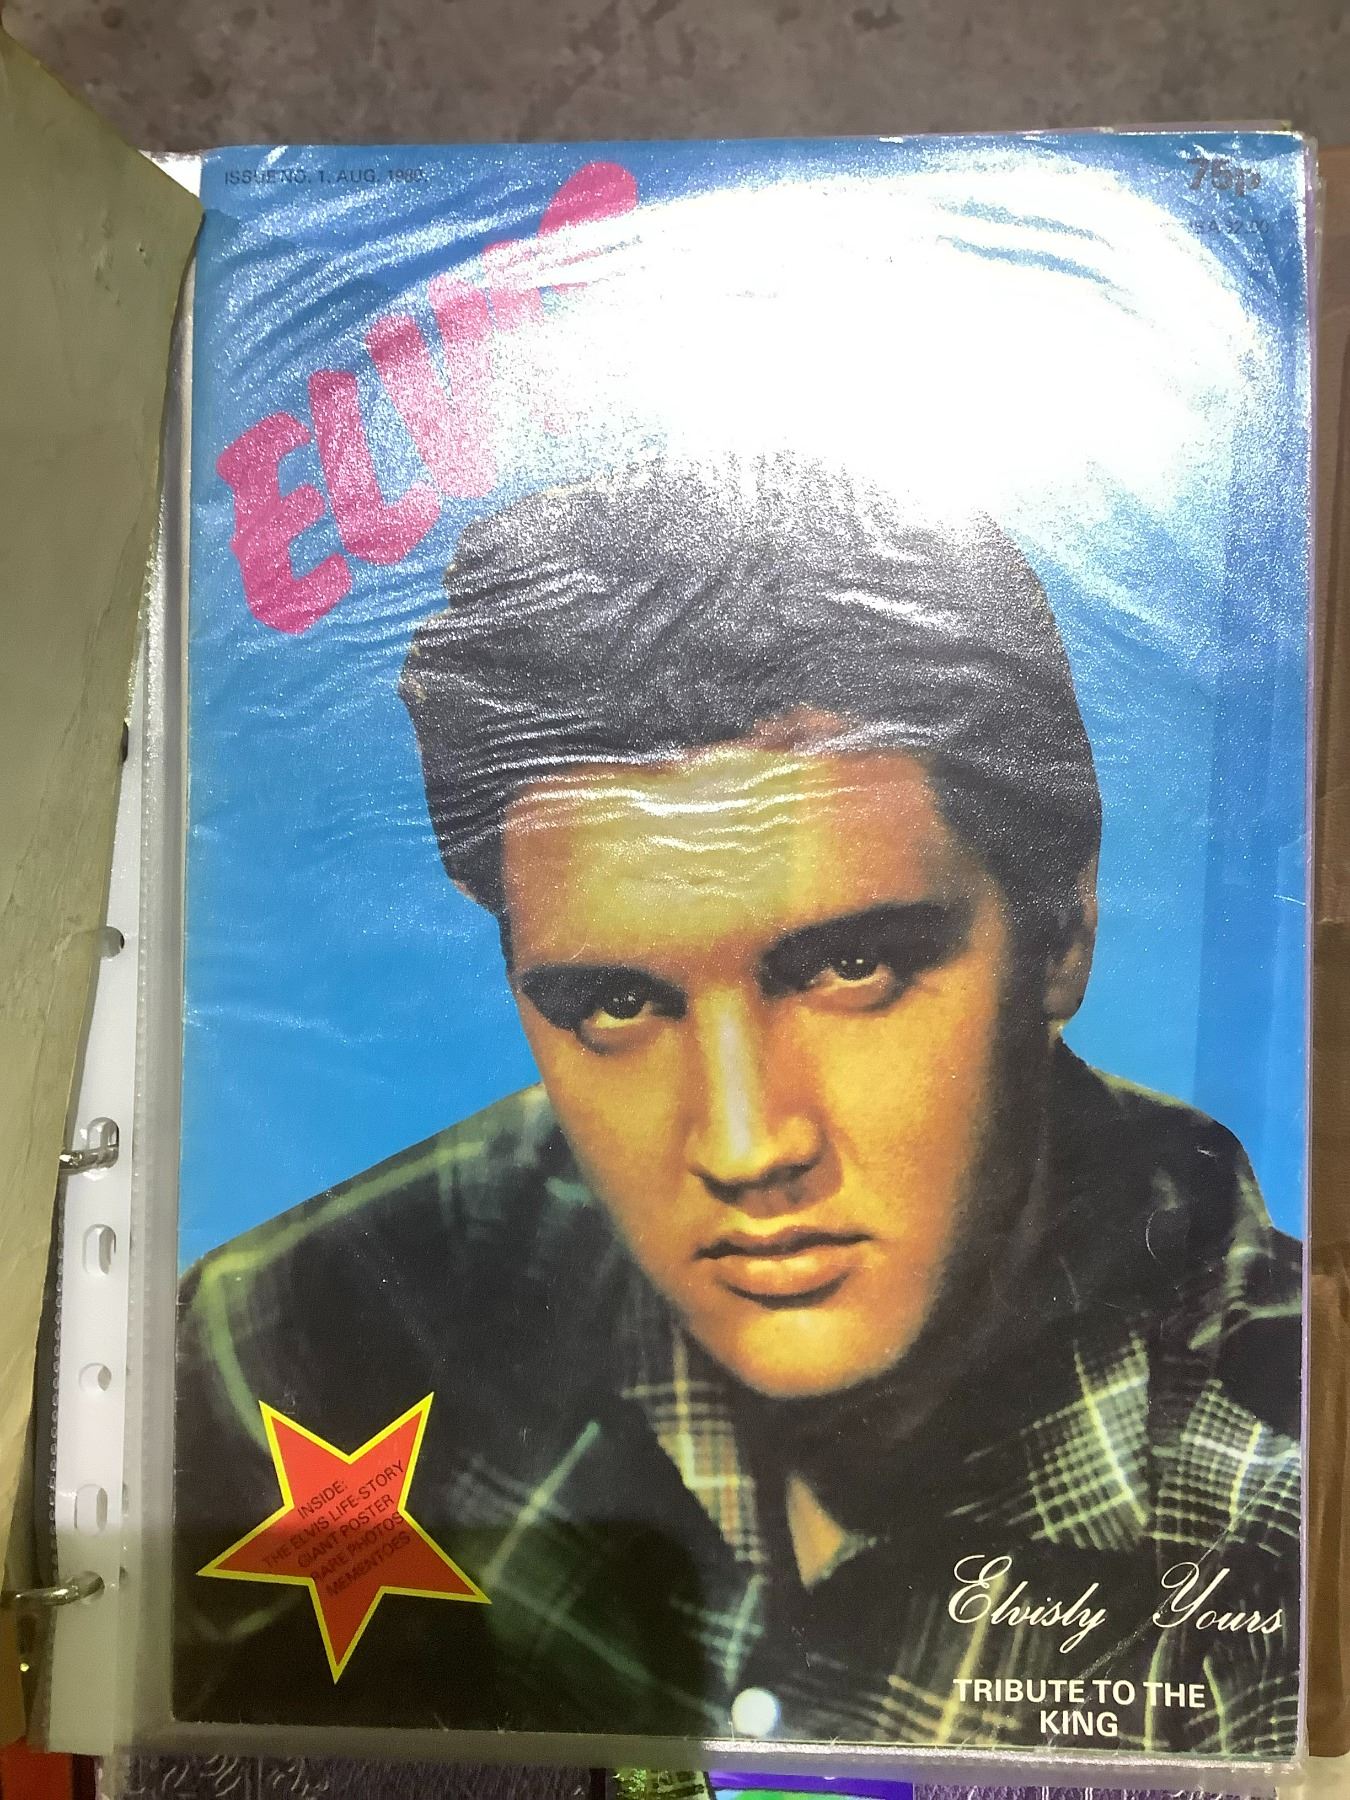 ISSUE NO. 1. AUG. 1980.
75p
ELVIS
INSIDE:
THE ELVIS LIFE-STORY
GIANT POSTER
RARE PHOTOS
MEMENTOES
Elvisly Yours
TRIBUTE TO THE
KING